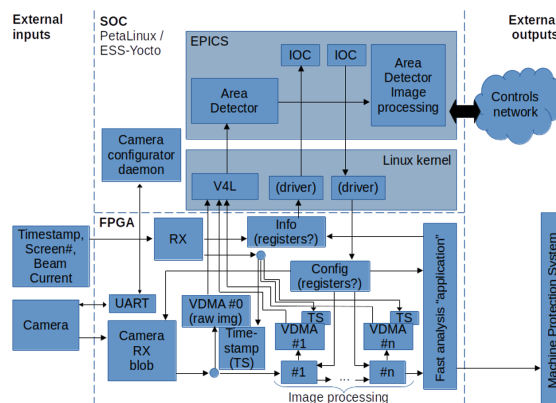 External
inputs
SOC
PetaLinux /
ESS-Yocto
External
outputs
EPICS
IOC
IOC
Area
Detector
Area
Detector
Image
processing
Controls
network
Camera
configurator
daemon
Linux kernel
V4L
(driver)
(driver)
FPGA
Timestamp,
Screen#,
Beam
Current
RX
Info
(registers?)
Config
(registers?)
UART
Camera
Camera
RX
blob
VDMA #0
(raw img)
Time-
stamp
(TS)
TS
VDMA
#1
TS
VDMA
#n
#1
...
#n
Image processing
Fast analysis "application"
Machine Protection System